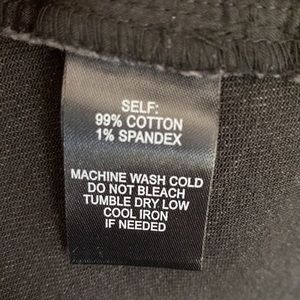 SELF:
99% COTTON
1% SPANDEX
MACHINE WASH COLD
DO NOT BLEACH
TUMBLE DRY LOW
COOL IRON
IF NEEDED